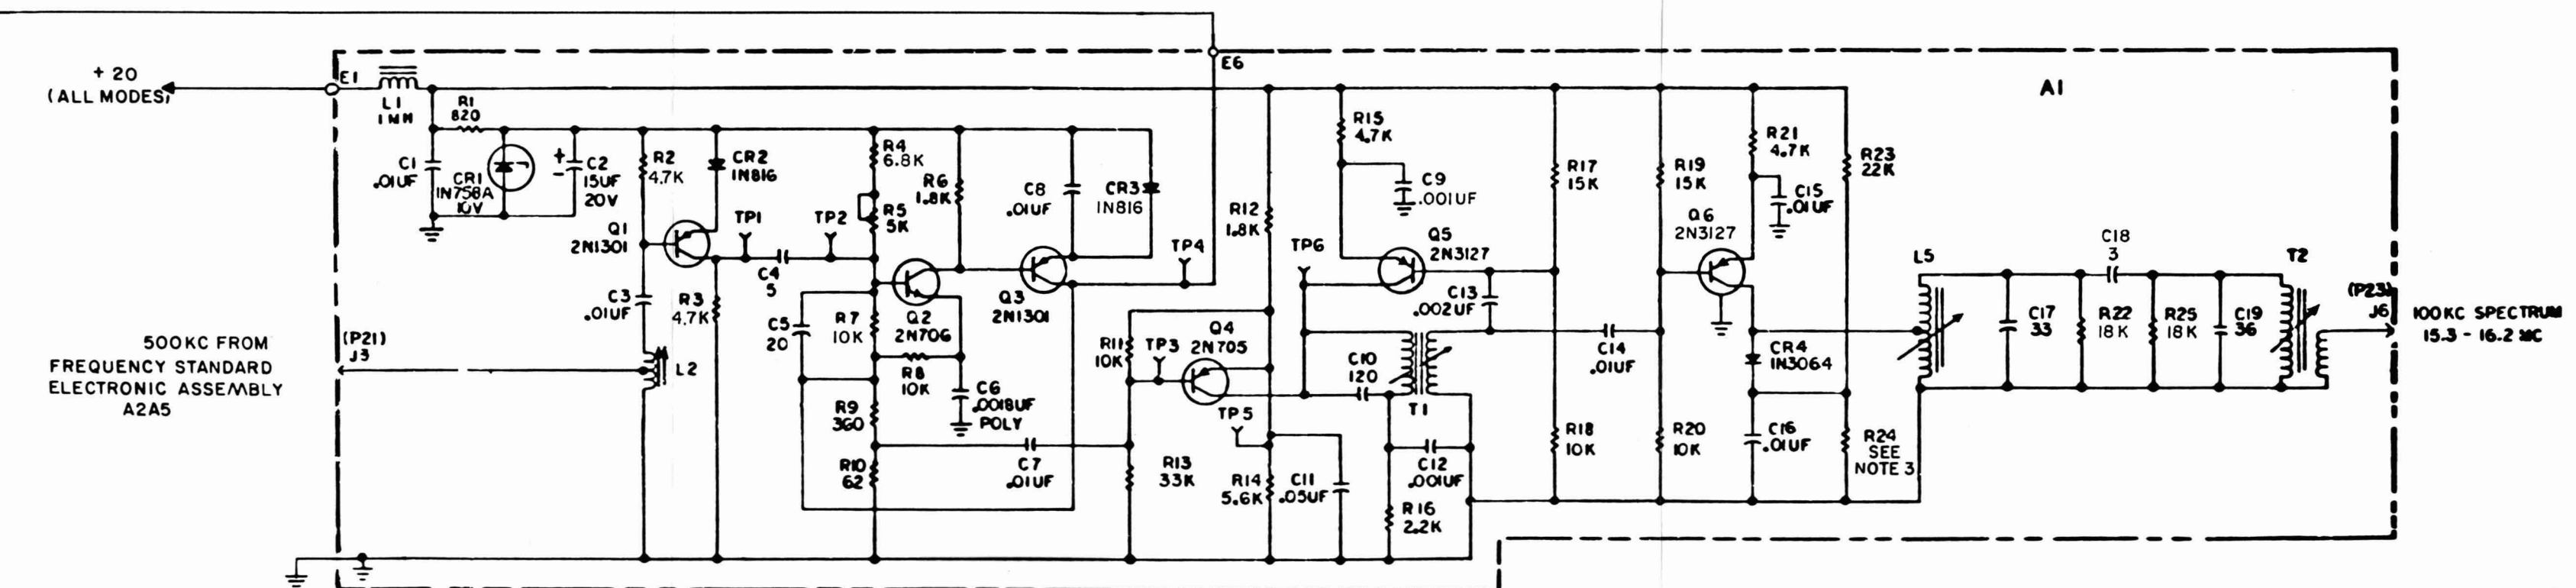 + 20
(ALL MODES)
E1
L1
1MH
R1
820
C1
.01UF
CR1
1N758A
10V
+
-
C2
15UF
20V
R2
4.7K
CR2
1N816
Q1
2N1301
TP1
C4
5
TP2
C3
.01UF
R3
4.7K
L2
500KC FROM
FREQUENCY STANDARD
ELECTRONIC ASSEMBLY
A2A5
(P21)
J3
R4
6.8K
R5
5K
R6
1.8K
C8
.01UF
CR3
1N816
Q2
2N706
Q3
2N1301
TP4
C5
20
R7
10K
R8
10K
C6
.0018UF
POLY
R9
360
R10
62
C7
.01UF
E6
R12
1.8K
R11
10K
TP3
Q4
2N705
TP5
R13
33K
R14
5.6K
C11
.05UF
TP6
R15
4.7K
C9
.001UF
Q5
2N3127
C13
.002UF
C10
120
T1
C12
.001UF
R16
2.2K
C14
.01UF
R17
15K
R18
10K
R19
15K
R20
10K
Q6
2N3127
R21
4.7K
C15
.01UF
R23
22K
CR4
1N3064
C16
.01UF
R24
SEE
NOTE 3
A1
L5
C17
33
R22
18K
C18
3
R25
18K
C19
36
T2
(P23)
J6
100KC SPECTRUM
15.3 - 16.2 MC